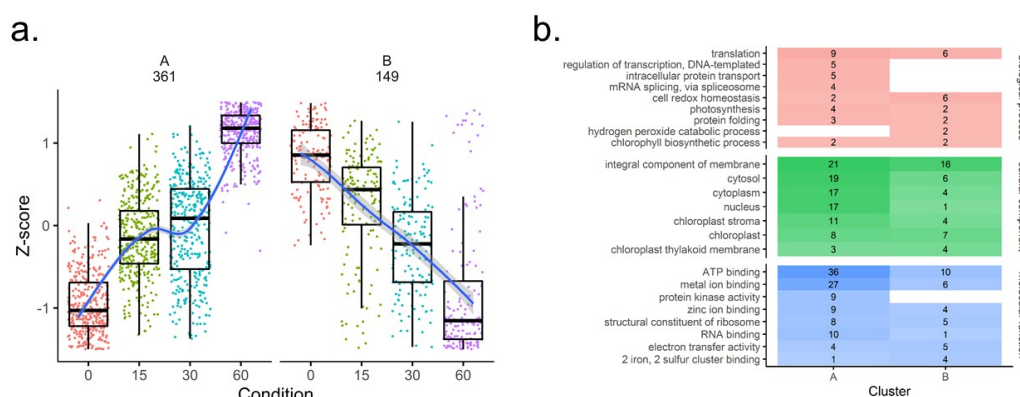 a.
A
361
B
149
Z-score
1
0
-1
0 15 30 60 0 15 30 60
Condition
b.
translation 9 6
regulation of transcription, DNA-templated 5
intracellular protein transport 5
mRNA splicing, via spliceosome 4
cell redox homeostasis 2 6
photosynthesis 4 2
protein folding 3 2
hydrogen peroxide catabolic process 2
chlorophyll biosynthetic process 2 2
integral component of membrane 21 16
cytosol 19 6
cytoplasm 17 4
nucleus 17 1
chloroplast stroma 11 4
chloroplast 8 7
chloroplast thylakoid membrane 3 4
ATP binding 36 10
metal ion binding 27 6
protein kinase activity 9
zinc ion binding 9 4
structural constituent of ribosome 8 5
RNA binding 10 1
electron transfer activity 4 5
2 iron, 2 sulfur cluster binding 1 4
A B
Cluster